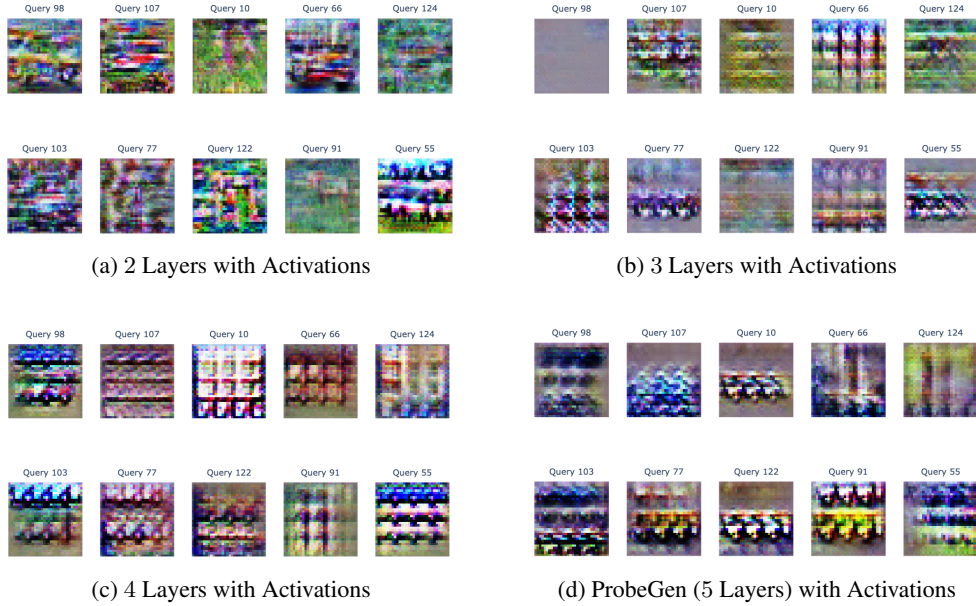 Query 98 Query 107 Query 10 Query 66 Query 124
Query 103 Query 77 Query 122 Query 91 Query 55
(a) 2 Layers with Activations
Query 98 Query 107 Query 10 Query 66 Query 124
Query 103 Query 77 Query 122 Query 91 Query 55
(b) 3 Layers with Activations
Query 98 Query 107 Query 10 Query 66 Query 124
Query 103 Query 77 Query 122 Query 91 Query 55
(c) 4 Layers with Activations
Query 98 Query 107 Query 10 Query 66 Query 124
Query 103 Query 77 Query 122 Query 91 Query 55
(d) ProbeGen (5 Layers) with Activations